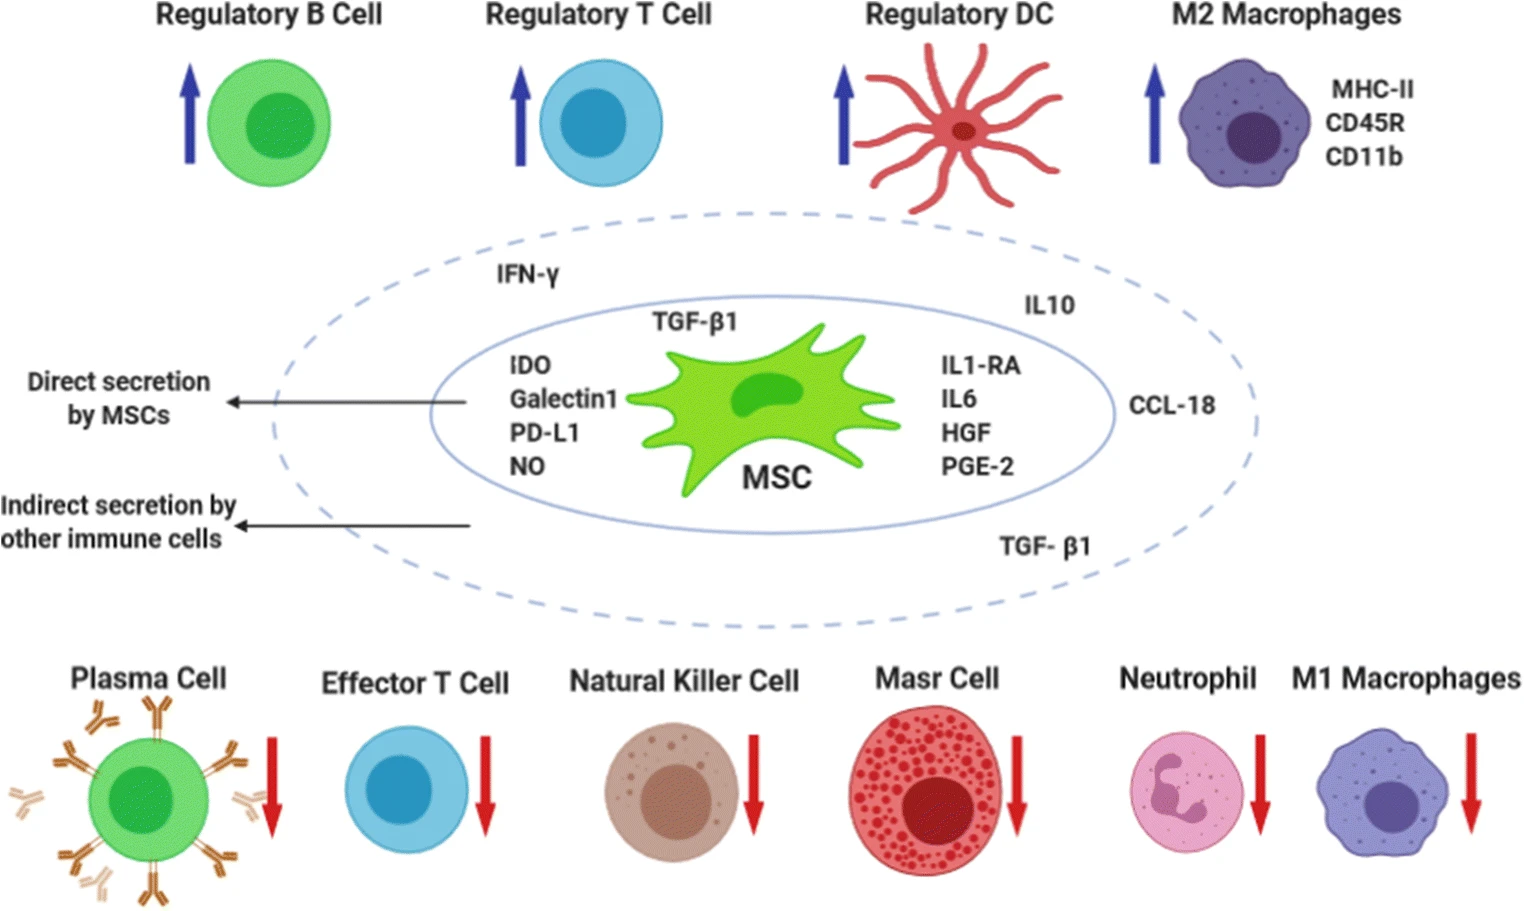 Regulatory B Cell
Regulatory T Cell
Regulatory DC
M2 Macrophages
MHC-II
CD45R
CD11b
IFN-γ
IL10
TGF-β1
IDO
Galectin1
PD-L1
NO
IL1-RA
IL6
HGF
PGE-2
MSC
CCL-18
TGF- β1
Direct secretion
by MSCs
Indirect secretion by
other immune cells
Plasma Cell
Effector T Cell
Natural Killer Cell
Masr Cell
Neutrophil
M1 Macrophages